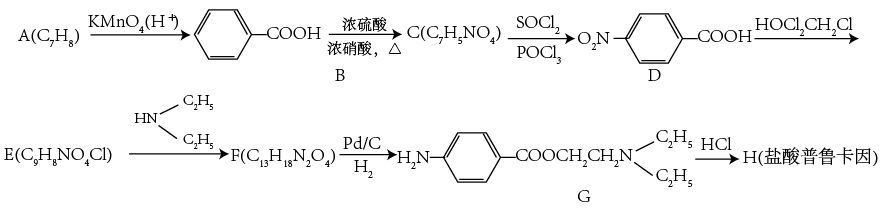 A(C₇H₈) KMnO₄(H⁺) COOH B 浓硫酸 浓硝酸, △ C(C₇H₅NO₄) SOCl₂ POCl₃ O₂N COOH D HOCl₂CH₂Cl
E(C₉H₈NO₄Cl) HN C₂H₅ C₂H₅ F(C₁₃H₁₈N₂O₄) Pd/C H₂ H₂N COOCH₂CH₂N C₂H₅ C₂H₅ G HCl H(盐酸普鲁卡因)